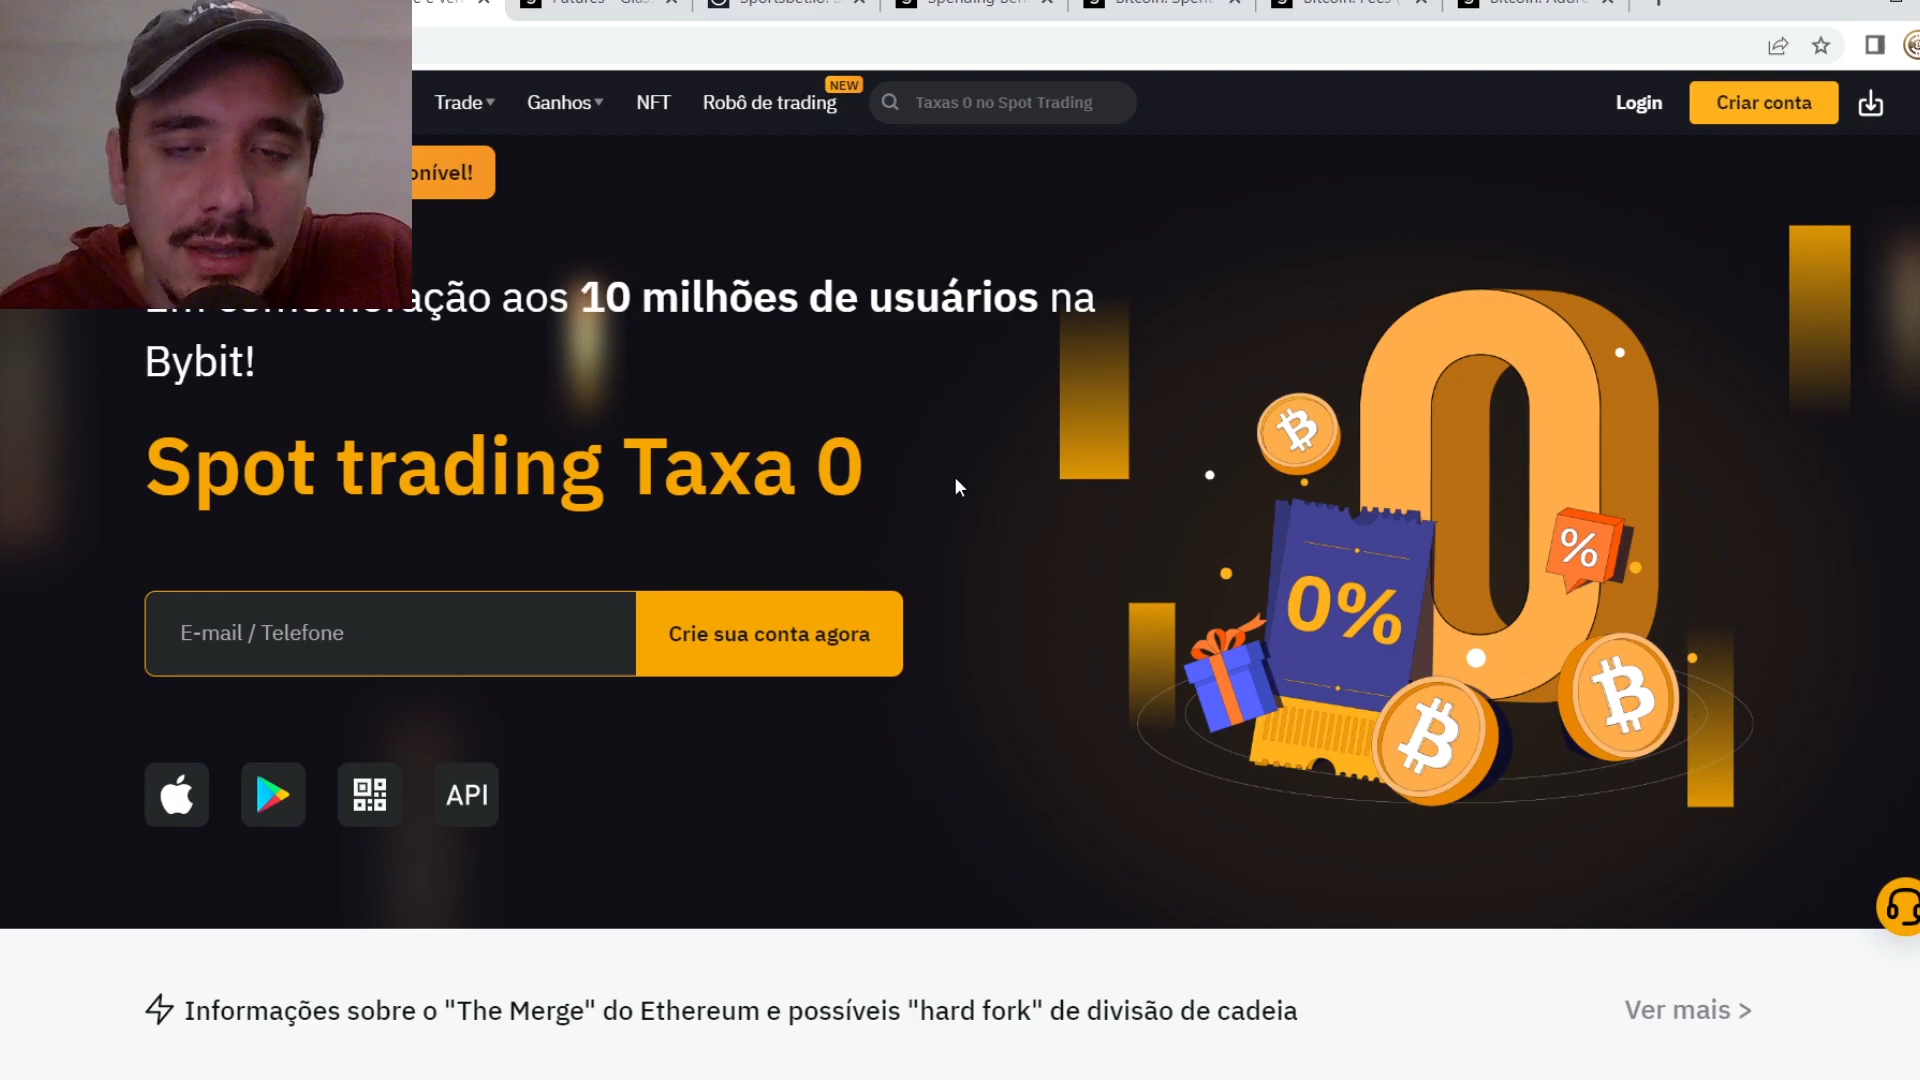 Trade
Ganhos
NFT
Robô de trading
NEW
Taxas 0 no Spot Trading
Login
Criar conta
onível!
ação aos 10 milhões de usuários na
Bybit!
Spot trading Taxa 0
E-mail / Telefone
Crie sua conta agora
API
0
0%
%
Informações sobre o "The Merge" do Ethereum e possíveis "hard fork" de divisão de cadeia
Ver mais >